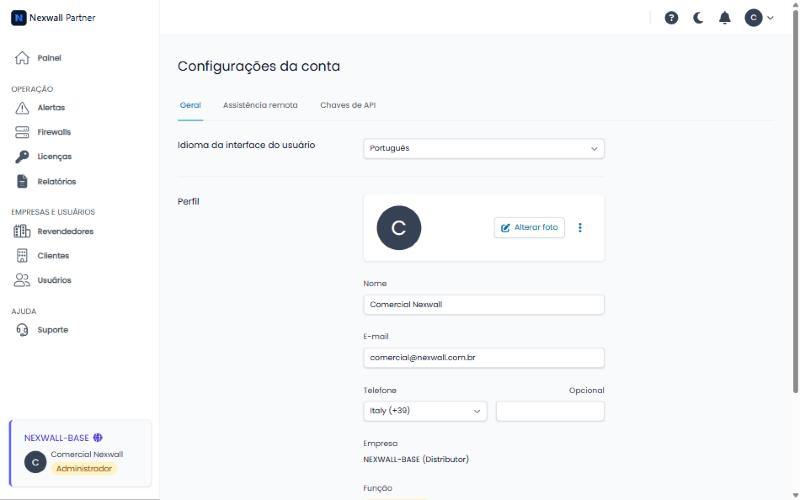 N Nexwall Partner
? C
Painel
OPERAÇÃO
Alertas
Firewalls
Licenças
Relatórios
EMPRESAS E USUÁRIOS
Revendedores
Clientes
Usuários
AJUDA
Suporte
NEXWALL-BASE
C Comercial Nexwall
Administrador
Configurações da conta
Geral Assistência remota Chaves de API
Idioma da interface do usuário Português
Perfil
C Alterar foto
Nome
Comercial Nexwall
E-mail
comercial@nexwall.com.br
Telefone Opcional
Italy (+39)
Empresa
NEXWALL-BASE (Distributor)
Função